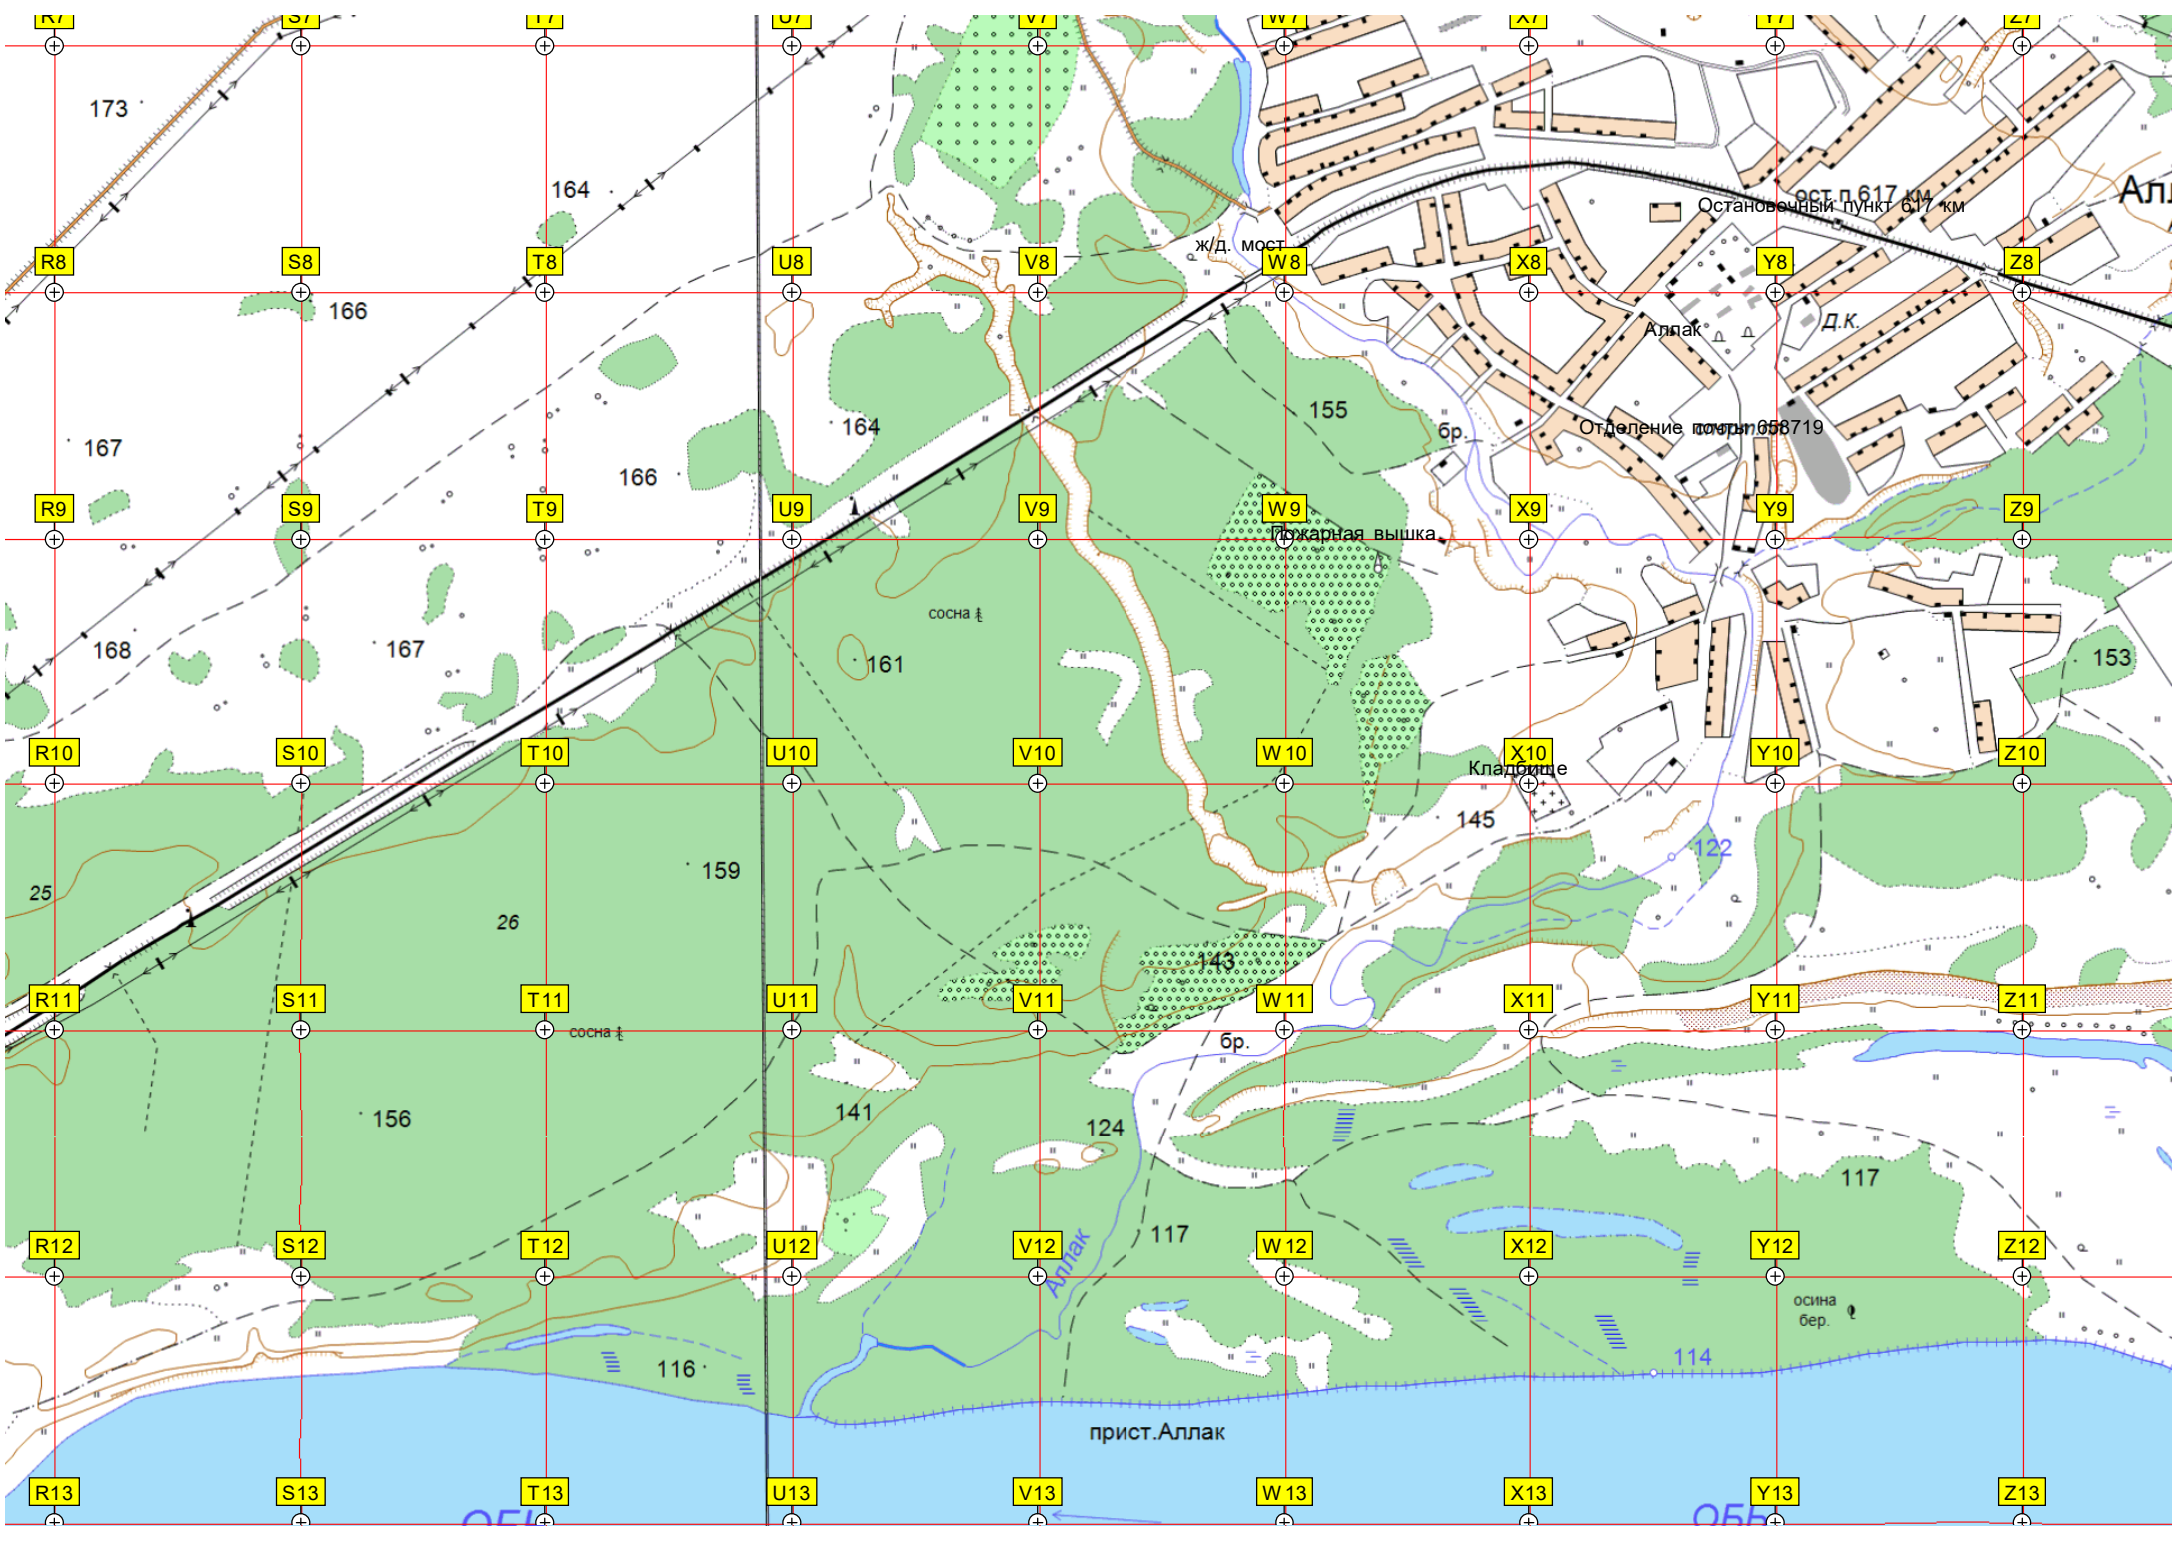 R7 S7 T7 U7 V7 W7 X7 Y7 Z7
173
164
ост.п.617 км
Остановочный пункт 617 км
ж/д. мост
R8 S8 T8 U8 V8 W8 X8 Y8 Z8
166
Д.К.
Аллак
155
164
бр.
Отделение почты 658719
167
166
R9 S9 T9 U9 V9 W9 X9 Y9 Z9
Пожарная вышка
сосна
168
167
161
153
R10 S10 T10 U10 V10 W10 X10 Y10 Z10
Кладбище
145
122
159
25
26
143
R11 S11 T11 U11 V11 W11 X11 Y11 Z11
сосна
бр.
156
141
124
117
117
R12 S12 T12 U12 V12 W12 X12 Y12 Z12
Аллак
осина
бер.
116
114
прист.Аллак
R13 S13 T13 U13 V13 W13 X13 Y13 Z13
ОБЬ
ОБЬ